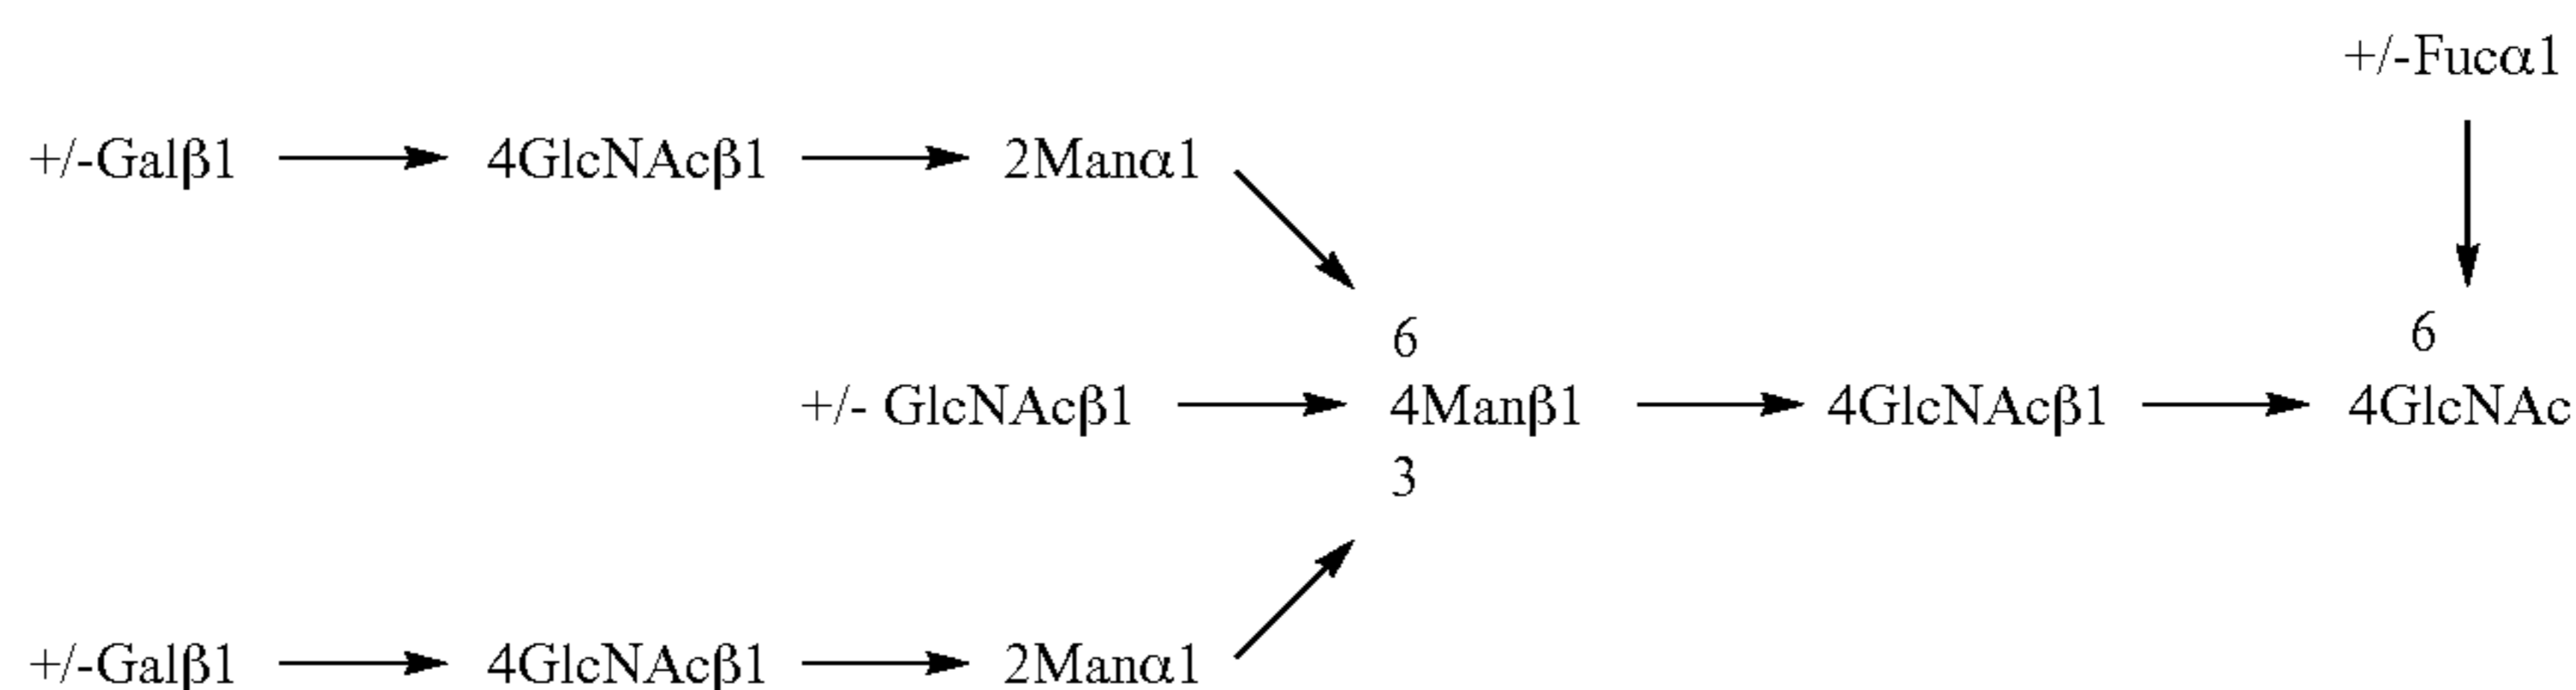 +/-Fucα1
+/-Galβ1 4GlcNAcβ1 2Manα1
6 6
+/- GlcNAcβ1 4Manβ1 4GlcNAcβ1 4GlcNAc
3
+/-Galβ1 4GlcNAcβ1 2Manα1